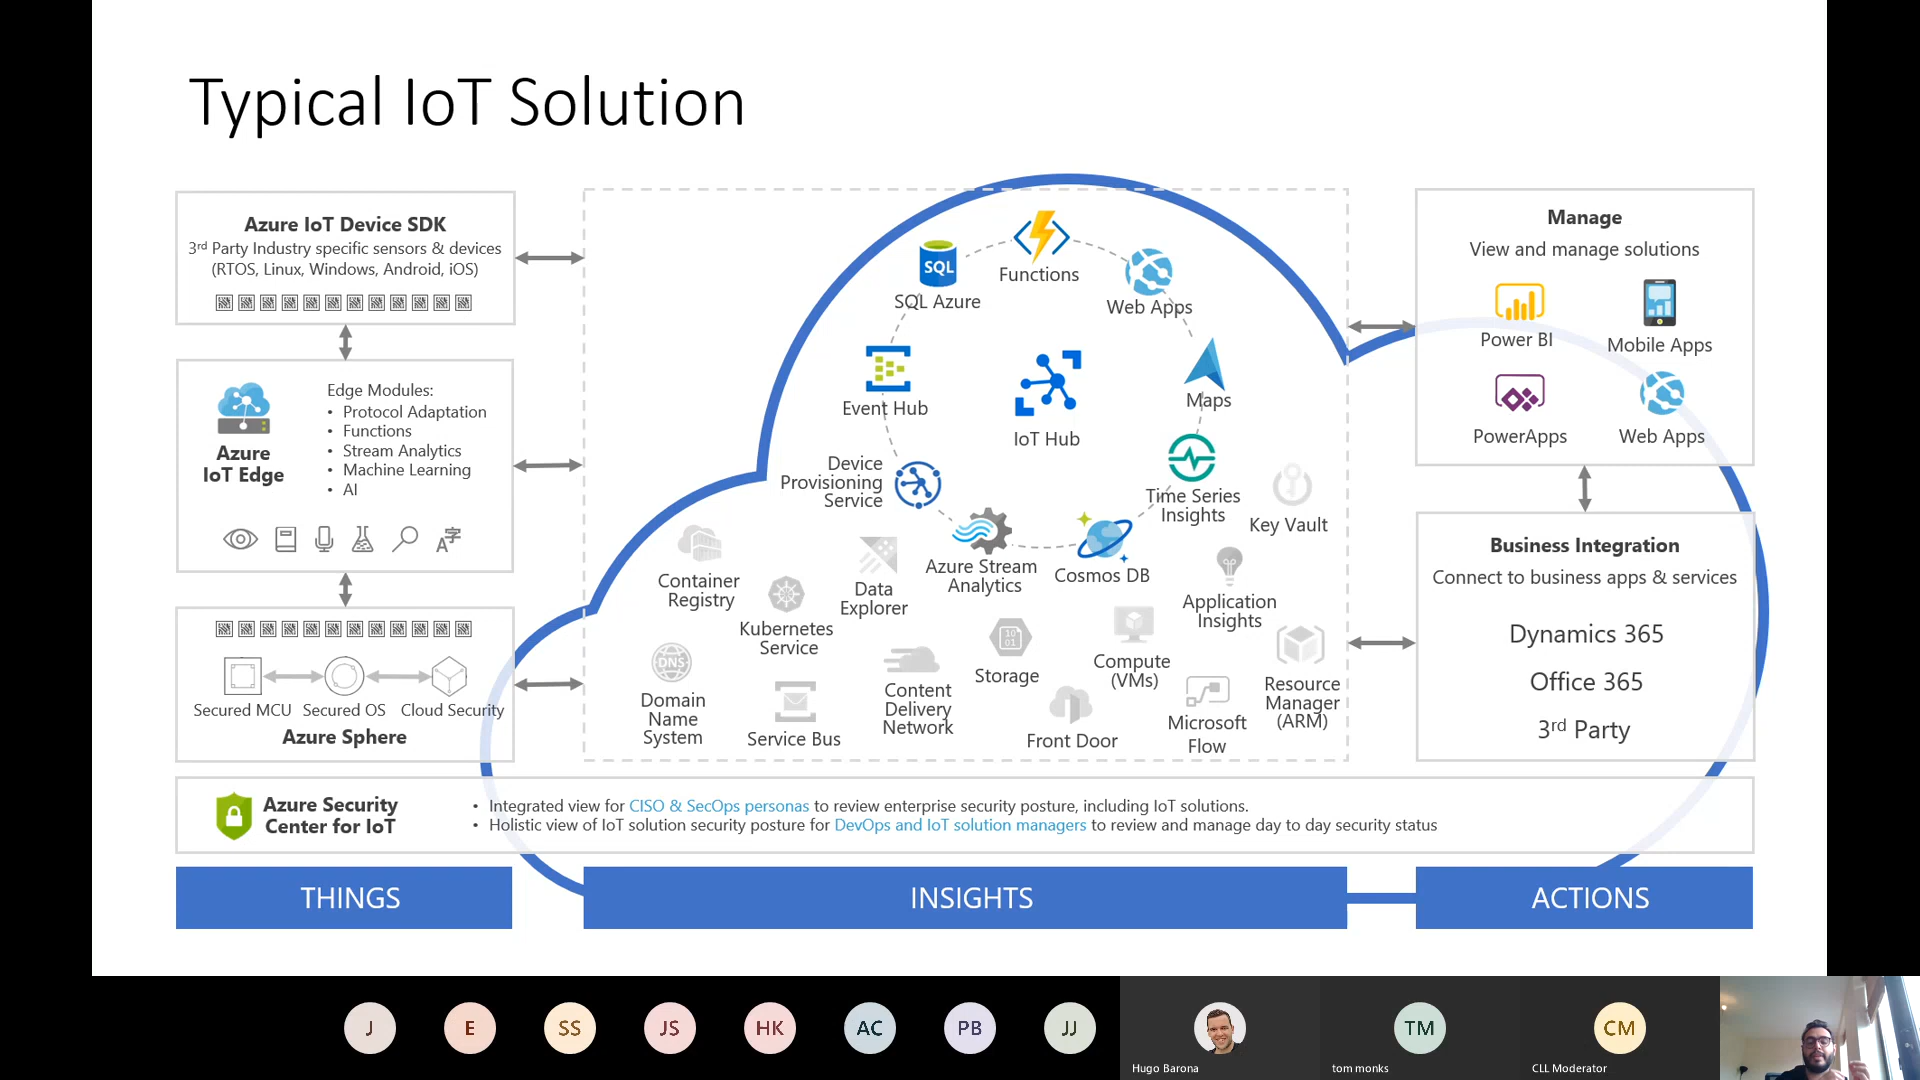 Typical IoT Solution
Azure IoT Device SDK
3rd Party Industry specific sensors & devices
(RTOS, Linux, Windows, Android, iOS)
Azure
IoT Edge
Edge Modules:
• Protocol Adaptation
• Functions
• Stream Analytics
• Machine Learning
• AI
A字
Secured MCU
Secured OS
Cloud Security
Azure Sphere
SQL
SQL Azure
Functions
Web Apps
Event Hub
IoT Hub
Maps
Device
Provisioning
Service
Time Series
Insights
Key Vault
Azure Stream
Analytics
Cosmos DB
Container
Registry
Kubernetes
Service
Data
Explorer
Application
Insights
DNS
Domain
Name
System
Service Bus
Content
Delivery
Network
10
01
Storage
Front Door
Compute
(VMs)
Microsoft
Flow
Resource
Manager
(ARM)
Manage
View and manage solutions
Power BI
Mobile Apps
PowerApps
Web Apps
Business Integration
Connect to business apps & services
Dynamics 365
Office 365
3rd Party
Azure Security
Center for IoT
• Integrated view for CISO & SecOps personas to review enterprise security posture, including IoT solutions.
• Holistic view of IoT solution security posture for DevOps and IoT solution managers to review and manage day to day security status
THINGS
INSIGHTS
ACTIONS
J
E
SS
JS
HK
AC
PB
JJ
Hugo Barona
TM
tom monks
CM
CLL Moderator